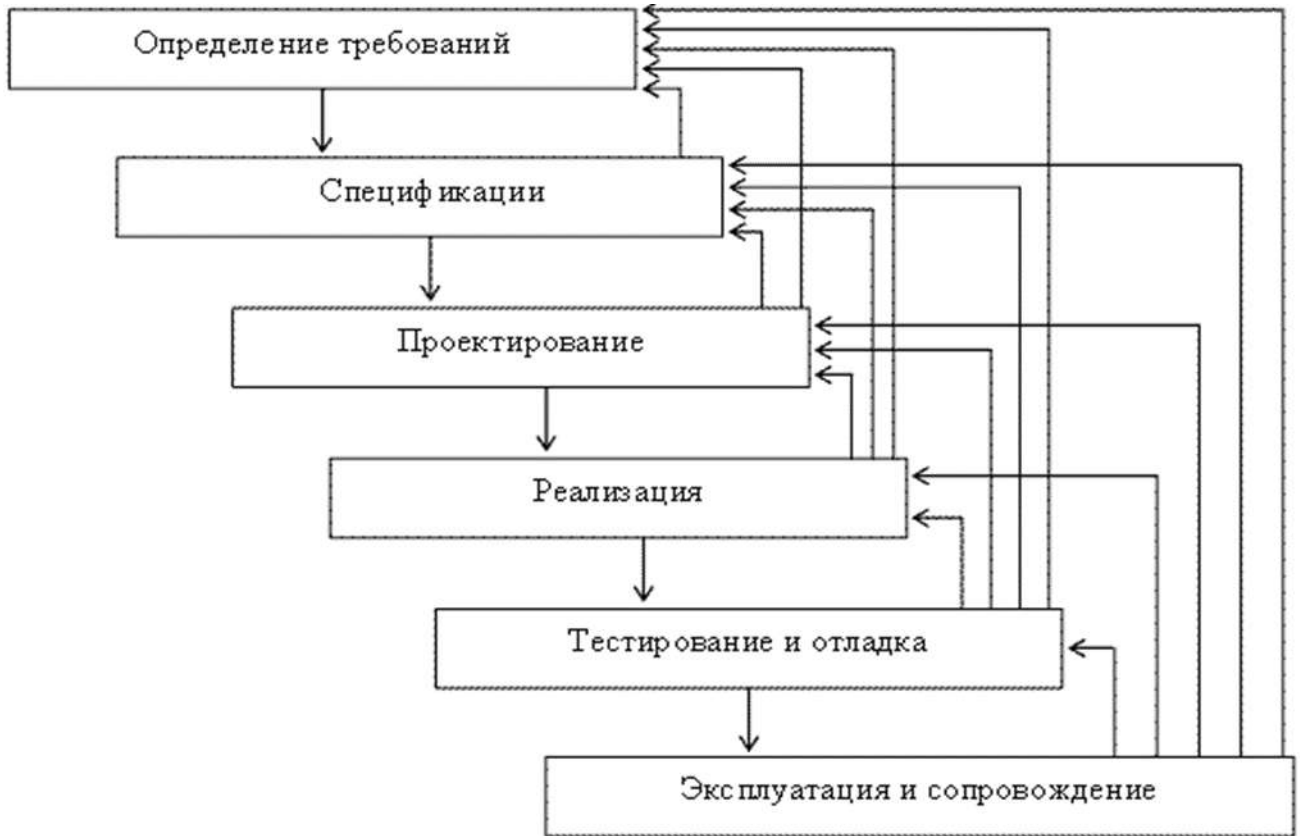 Определение требований
Спецификации
Проектирование
Реализация
Тестирование и отладка
Эксплуатация и сопровождение